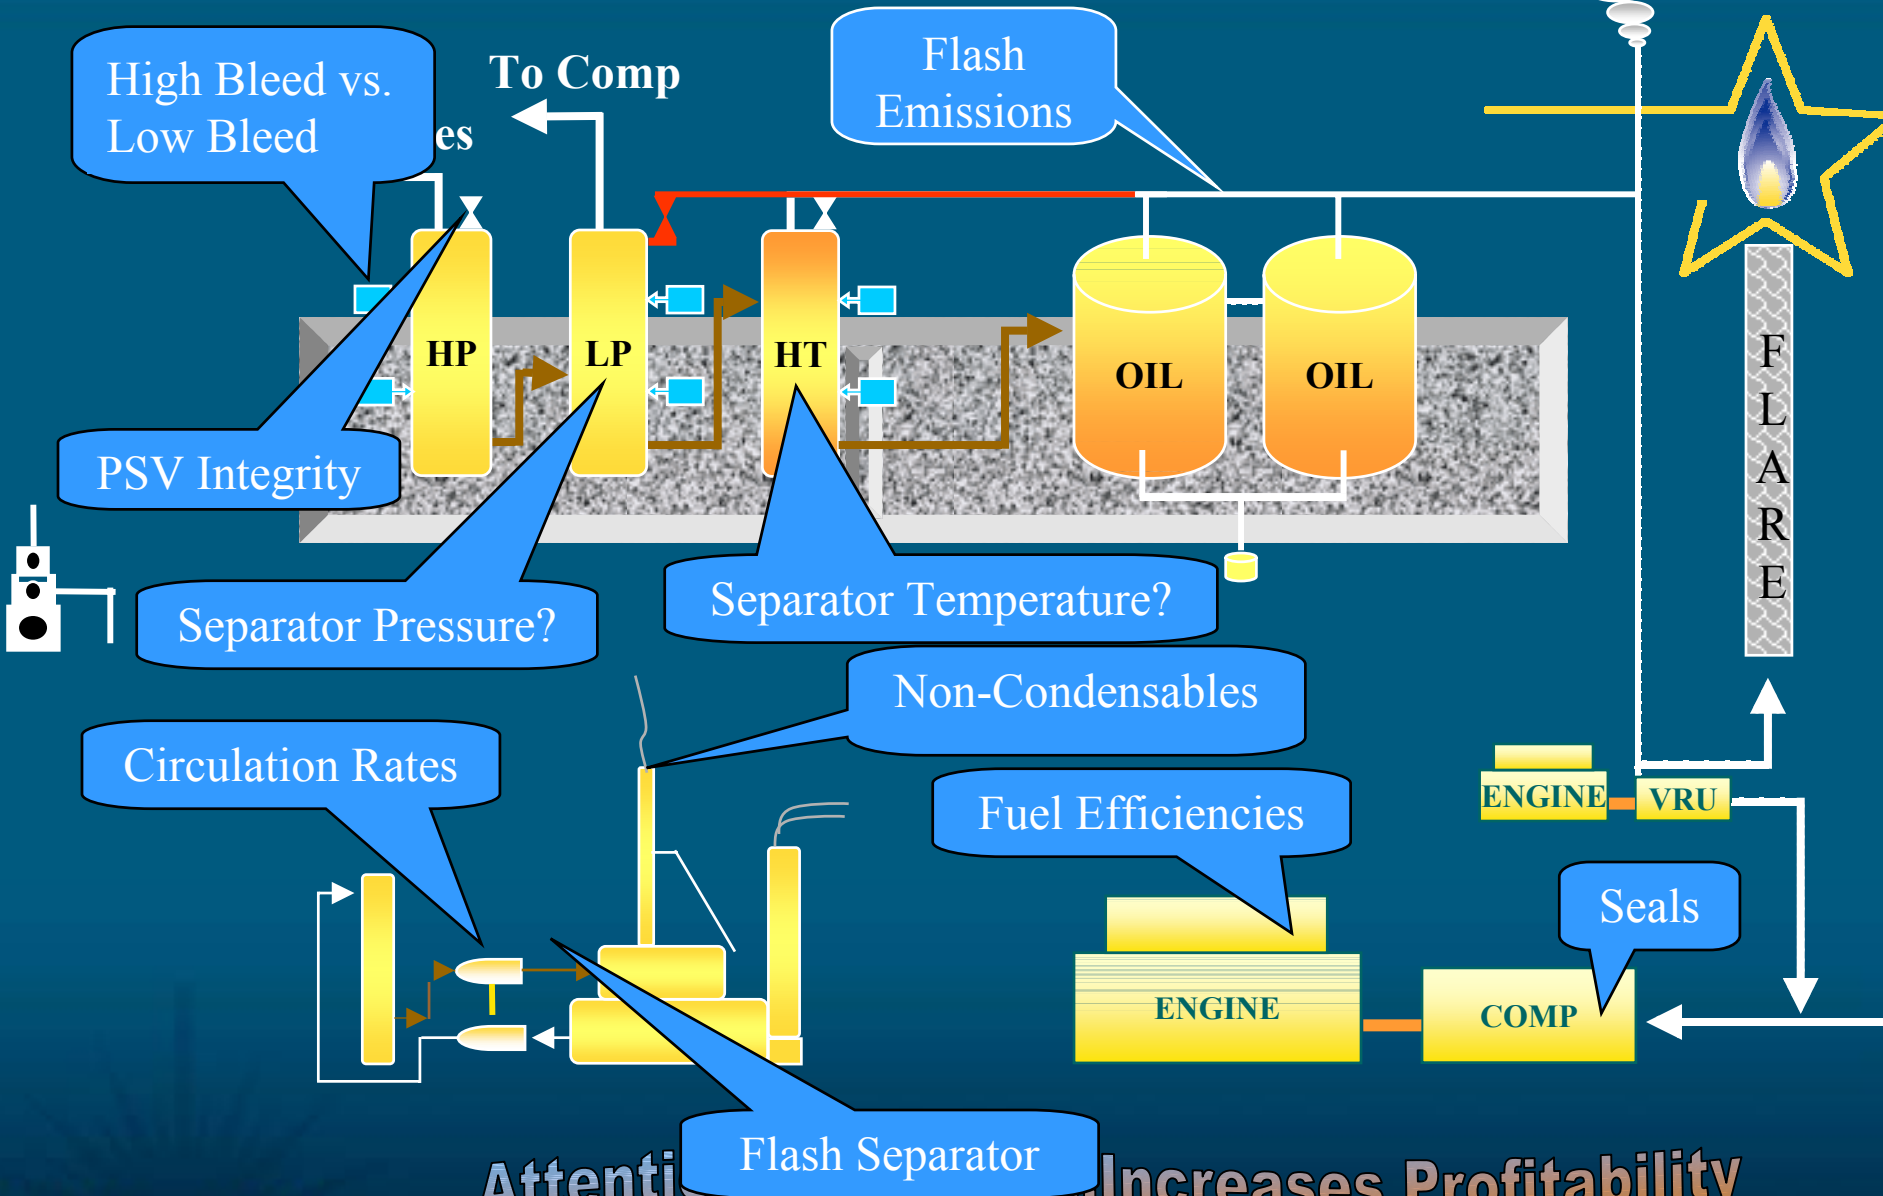 High Bleed vs.
Low Bleed
es
To Comp
Flash
Emissions
HP
LP
HT
OIL
OIL
F
L
A
R
E
PSV Integrity
Separator Pressure?
Separator Temperature?
Non-Condensables
Circulation Rates
Fuel Efficiencies
ENGINE
VRU
Seals
ENGINE
COMP
Flash Separator
Increases Profitability